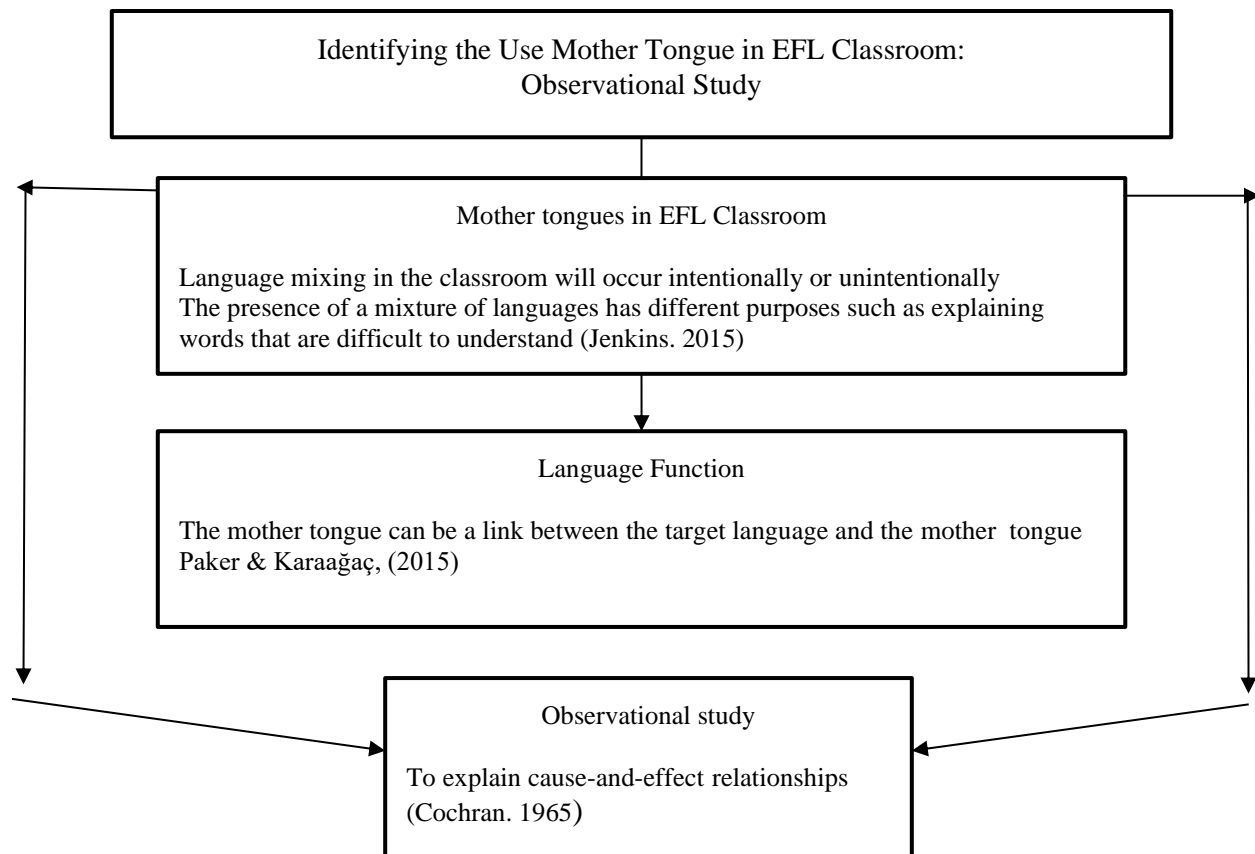 Identifying the Use Mother Tongue in EFL Classroom:
Observational Study
Mother tongues in EFL Classroom
Language mixing in the classroom will occur intentionally or unintentionally
The presence of a mixture of languages has different purposes such as explaining
words that are difficult to understand (Jenkins. 2015)
Language Function
The mother tongue can be a link between the target language and the mother tongue
Paker & Karaağaç, (2015)
Observational study
To explain cause-and-effect relationships
(Cochran. 1965)